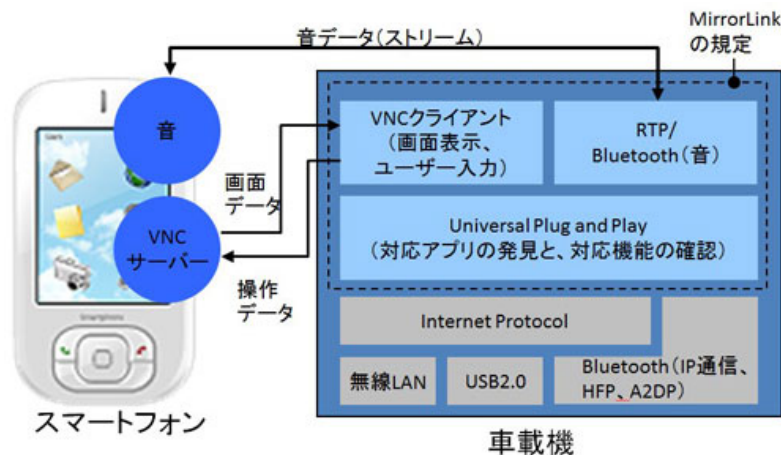 音データ(ストリーム)
MirrorLink
の規定
音
VNC
サーバー
画面
データ
操作
データ
VNCクライアント
(画面表示、
ユーザー入力)
RTP/
Bluetooth(音)
Universal Plug and Play
(対応アプリの発見と、対応機能の確認)
Internet Protocol
無線LAN
USB2.0
Bluetooth(IP通信、
HFP、A2DP)
Smartphone
スマートフォン
車載機